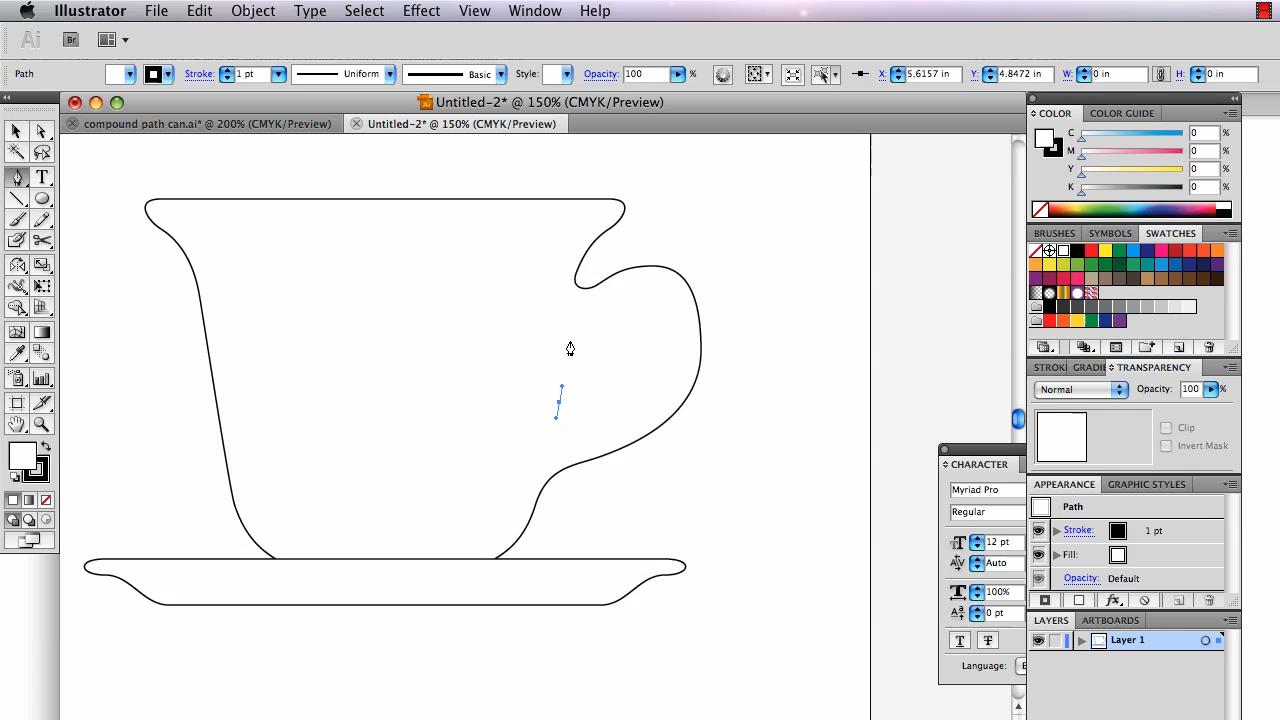 Illustrator File Edit Object Type Select Effect View Window Help
Ai Br
Path Stroke: 1 pt Uniform Basic Style: Opacity: 100 X: 5.6157 in Y: 4.8472 in W: 0 in H: 0 in
Untitled-2* @ 150% (CMYK/Preview)
compound path can.ai* @ 200% (CMYK/Preview) Untitled-2* @ 150% (CMYK/Preview)
COLOR COLOR GUIDE
C 0 %
M 0 %
Y 0 %
K 0 %
BRUSHES SYMBOLS SWATCHES
STROK GRADIE TRANSPARENCY
Normal Opacity: 100 %
Clip
Invert Mask
CHARACTER
Myriad Pro
Regular
12 pt
Auto
100%
0 pt
T T
Language: E
APPEARANCE GRAPHIC STYLES
Path
Stroke: 1 pt
Fill:
Opacity: Default
fx
LAYERS ARTBOARDS
Layer 1